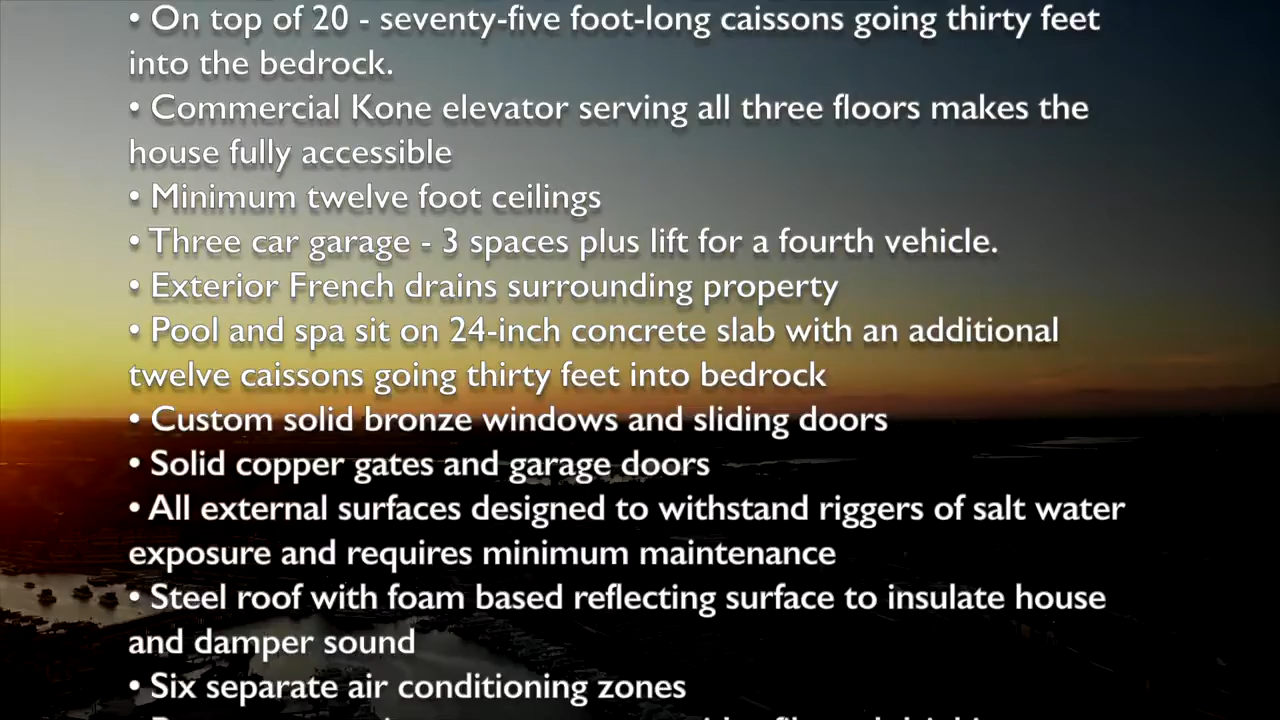 • On top of 20 - seventy-five foot-long caissons going thirty feet
into the bedrock.
• Commercial Kone elevator serving all three floors makes the
house fully accessible
• Minimum twelve foot ceilings
• Three car garage - 3 spaces plus lift for a fourth vehicle.
• Exterior French drains surrounding property
• Pool and spa sit on 24-inch concrete slab with an additional
twelve caissons going thirty feet into bedrock
• Custom solid bronze windows and sliding doors
• Solid copper gates and garage doors
• All external surfaces designed to withstand riggers of salt water
exposure and requires minimum maintenance
• Steel roof with foam based reflecting surface to insulate house
and damper sound
• Six separate air conditioning zones